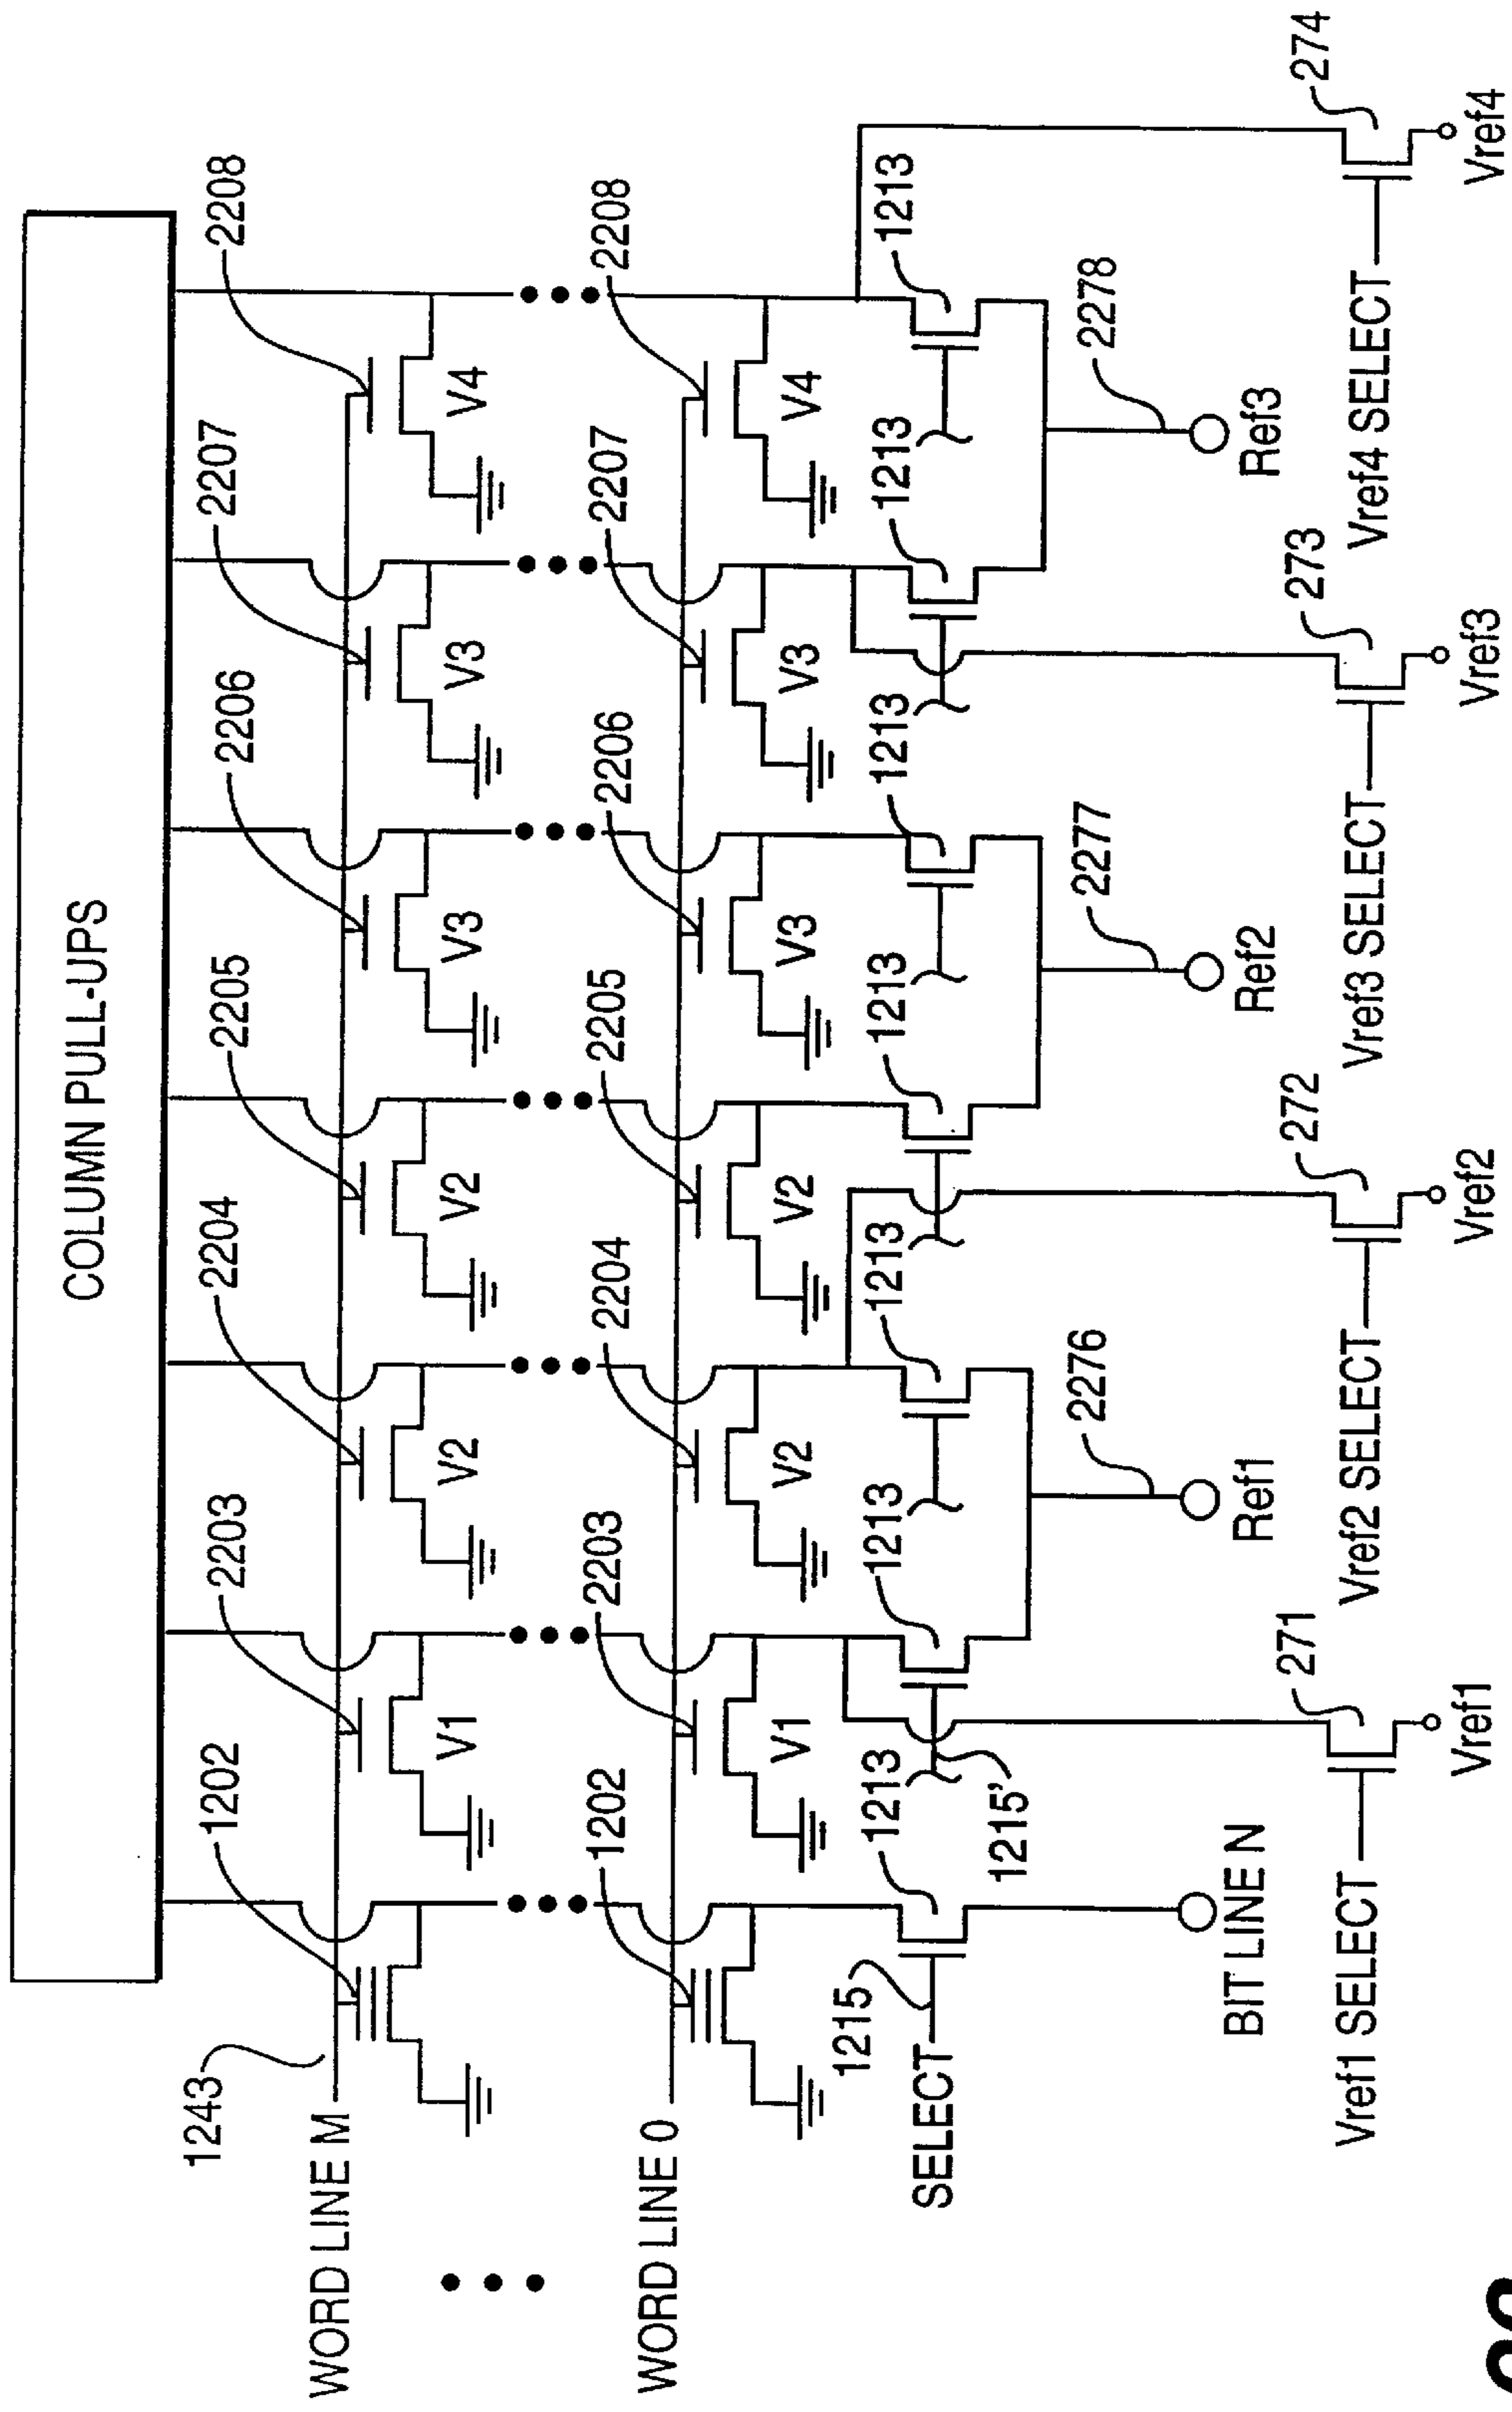 COLUMN PULL-UPS
1243 1202 2203 2204 2205 2206 2207 2208
WORD LINE M
V1 V2 V2 V3 V3 V4
1202 2203 2204 2205 2206 2207 2208
WORD LINE 0
V1 V2 V2 V3 V3 V4
1215 1213 1213 1213 1213 1213 1213 1213
SELECT
1215'
2276 2277 2278
BIT LINE N Ref1 Ref2 Ref3
271 272 273 274
Vref1 SELECT Vref2 SELECT Vref3 SELECT Vref4 SELECT
Vref1 Vref2 Vref3 Vref4